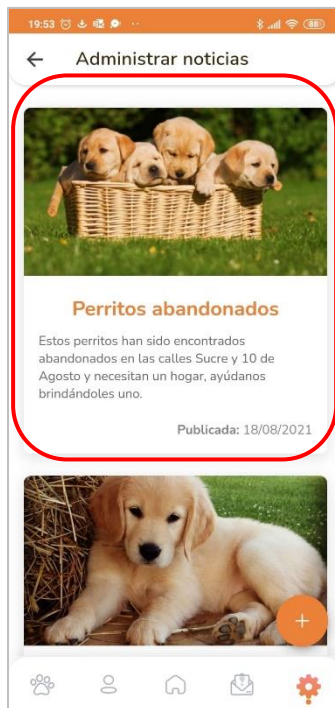 19:53
Administrar noticias
Perritos abandonados
Estos perritos han sido encontrados
abandonados en las calles Sucre y 10 de
Agosto y necesitan un hogar, ayúdanos
brindándoles uno.
Publicada: 18/08/2021
+